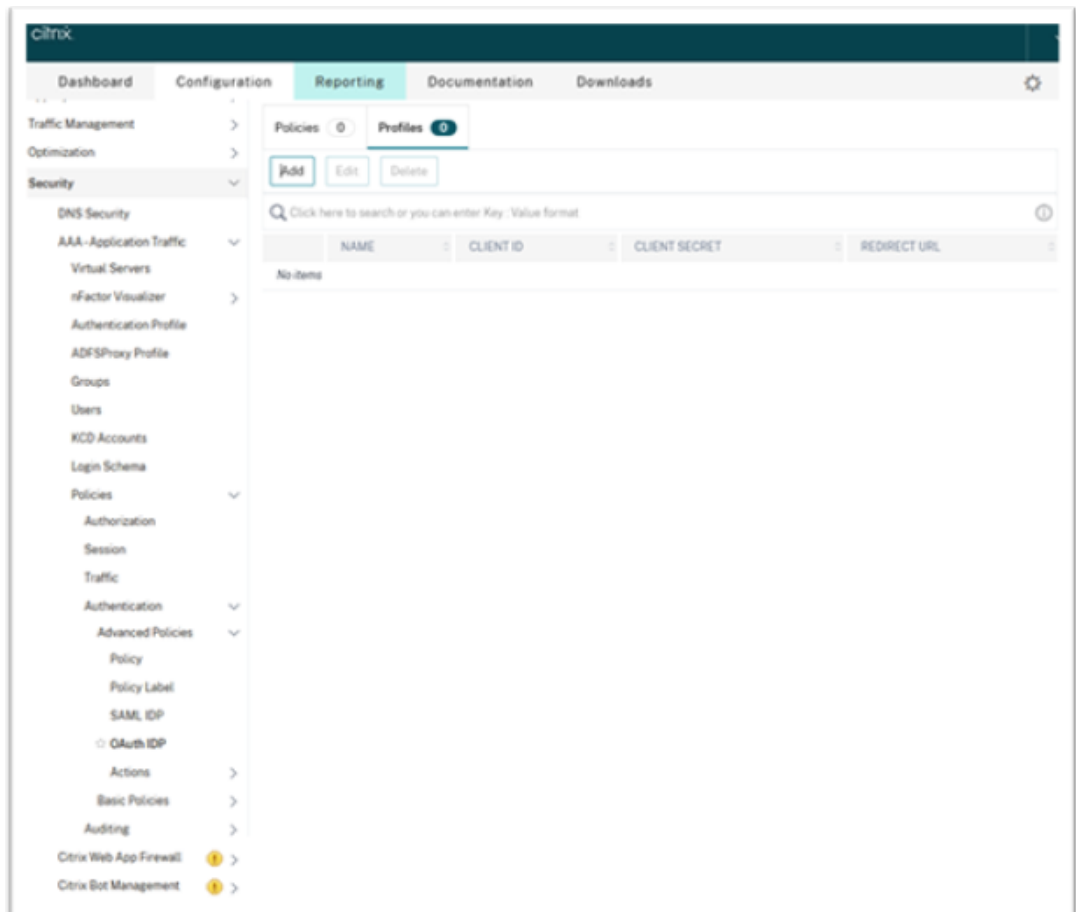 citrix
Dashboard Configuration Reporting Documentation Downloads
Traffic Management
Optimization
Security
DNS Security
AAA - Application Traffic
Virtual Servers
nFactor Visualizer
Authentication Profile
ADFSProxy Profile
Groups
Users
KCD Accounts
Login Schema
Policies
Authorization
Session
Traffic
Authentication
Advanced Policies
Policy
Policy Label
SAML IDP
OAuth IDP
Actions
Basic Policies
Auditing
Citrix Web App Firewall
Citrix Bot Management
Policies 0 Profiles 0
Add Edit Delete
Click here to search or you can enter Key : Value format
NAME CLIENT ID CLIENT SECRET REDIRECT URL
No items